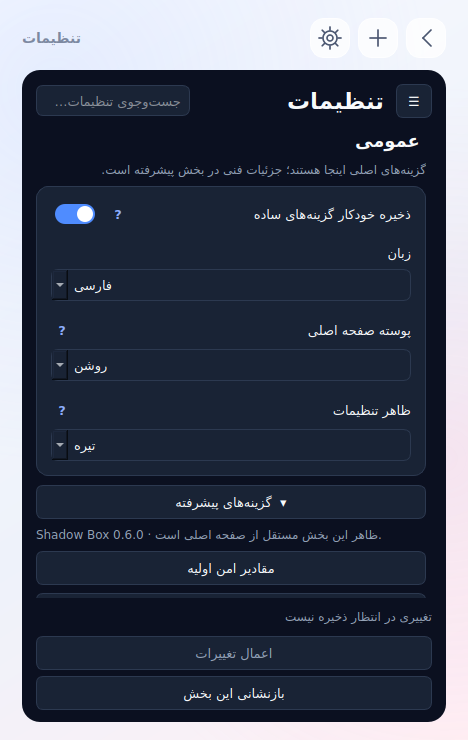 تنظیمات
تنظیمات
جست‌وجوی تنظیمات...
عمومی
گزینه‌های اصلی اینجا هستند؛ جزئیات فنی در بخش پیشرفته است.
ذخیره خودکار گزینه‌های ساده ?
زبان
فارسی
پوسته صفحه اصلی ?
روشن
ظاهر تنظیمات ?
تیره
▼ گزینه‌های پیشرفته
Shadow Box 0.6.0 · ظاهر این بخش مستقل از صفحه اصلی است.
مقادیر امن اولیه
تغییری در انتظار ذخیره نیست
اعمال تغییرات
بازنشانی این بخش